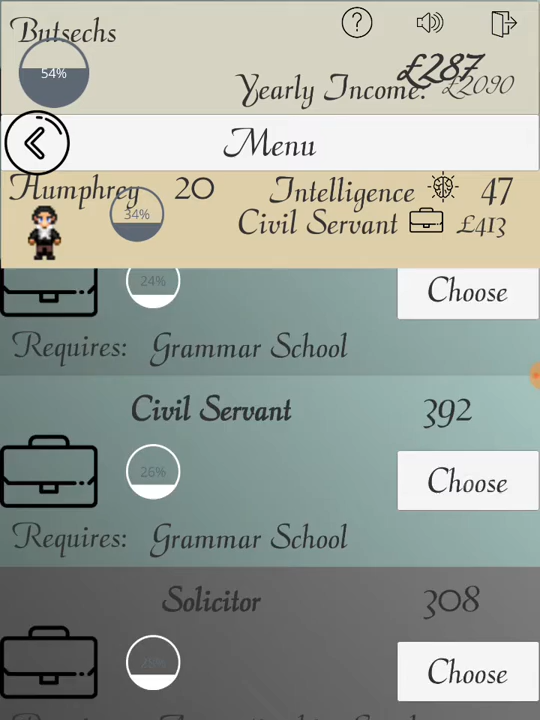 Butsechs
54%
£287
Yearly Income: £2090
Menu
Humphrey 20 Intelligence 47
34%
Civil Servant £413
24%
Choose
Requires: Grammar School
Civil Servant 392
26%
Choose
Requires: Grammar School
Solicitor 308
Choose